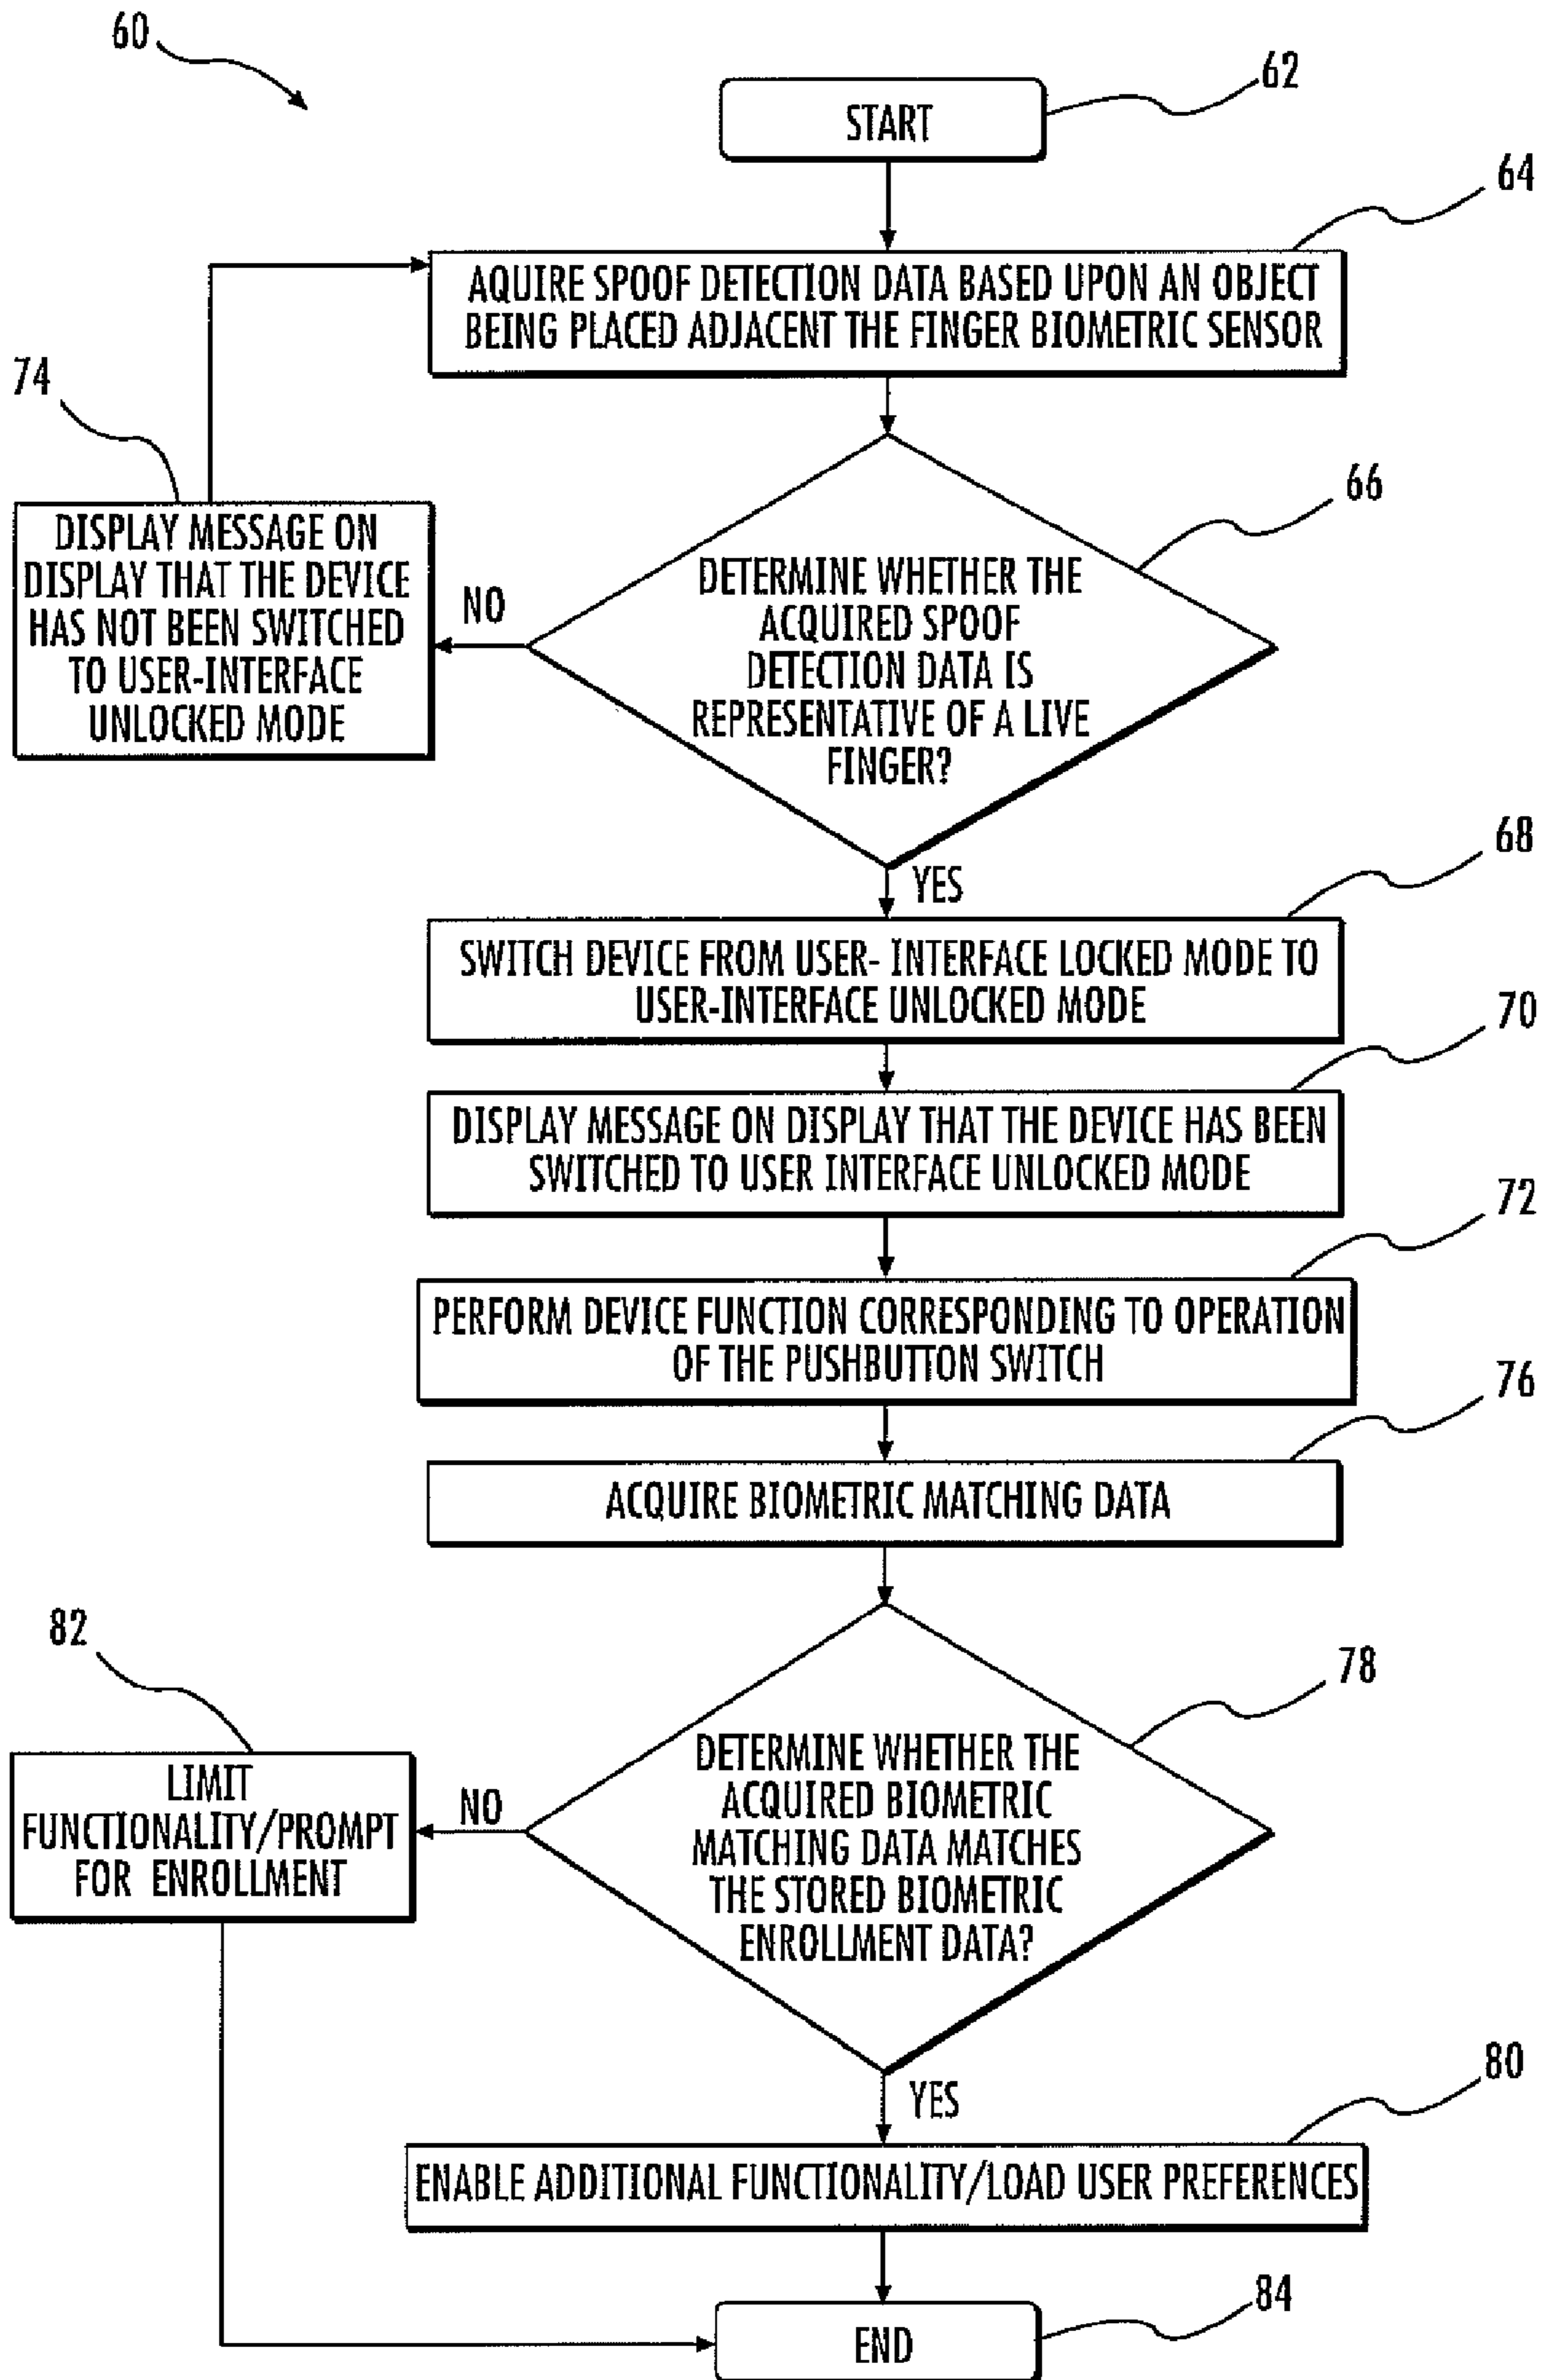 60
START
62
64
AQUIRE SPOOF DETECTION DATA BASED UPON AN OBJECT
BEING PLACED ADJACENT THE FINGER BIOMETRIC SENSOR
74
DISPLAY MESSAGE ON
DISPLAY THAT THE DEVICE
HAS NOT BEEN SWITCHED
TO USER-INTERFACE
UNLOCKED MODE
NO
66
DETERMINE WHETHER THE
ACQUIRED SPOOF
DETECTION DATA IS
REPRESENTATIVE OF A LIVE
FINGER?
YES
68
SWITCH DEVICE FROM USER- INTERFACE LOCKED MODE TO
USER-INTERFACE UNLOCKED MODE
70
DISPLAY MESSAGE ON DISPLAY THAT THE DEVICE HAS BEEN
SWITCHED TO USER INTERFACE UNLOCKED MODE
72
PERFORM DEVICE FUNCTION CORRESPONDING TO OPERATION
OF THE PUSHBUTTON SWITCH
76
ACQUIRE BIOMETRIC MATCHING DATA
82
LIMIT
FUNCTIONALITY/PROMPT
FOR ENROLLMENT
NO
78
DETERMINE WHETHER THE
ACQUIRED BIOMETRIC
MATCHING DATA MATCHES
THE STORED BIOMETRIC
ENROLLMENT DATA?
YES
80
ENABLE ADDITIONAL FUNCTIONALITY/LOAD USER PREFERENCES
84
END